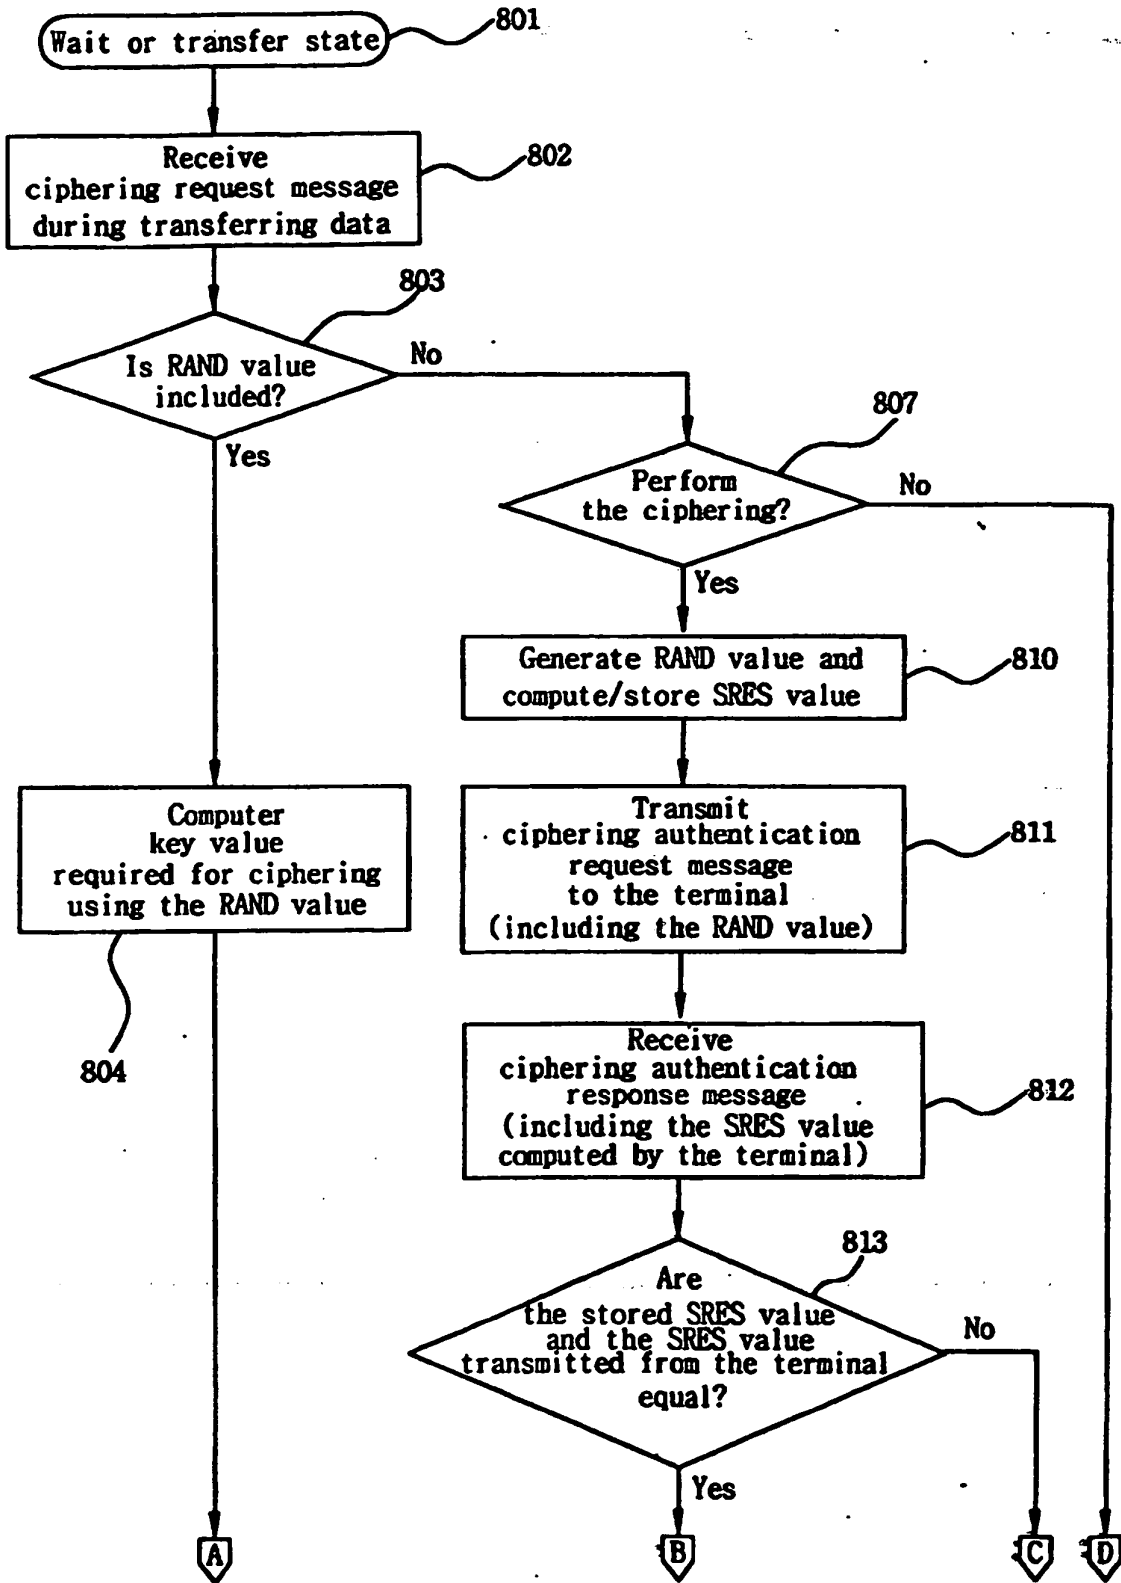 801
Wait or transfer state
802
Receive
ciphering request message
during transferring data
803
Is RAND value
included?
No
Yes
807
Perform
the ciphering?
No
Yes
Generate RAND value and
compute/store SRES value
810
Computer
key value
required for ciphering
using the RAND value
804
Transmit
ciphering authentication
request message
to the terminal
(including the RAND value)
811
Receive
ciphering authentication
response message
(including the SRES value
computed by the terminal)
812
813
Are
the stored SRES value
and the SRES value
transmitted from the terminal
equal?
No
Yes
A
B
C
D